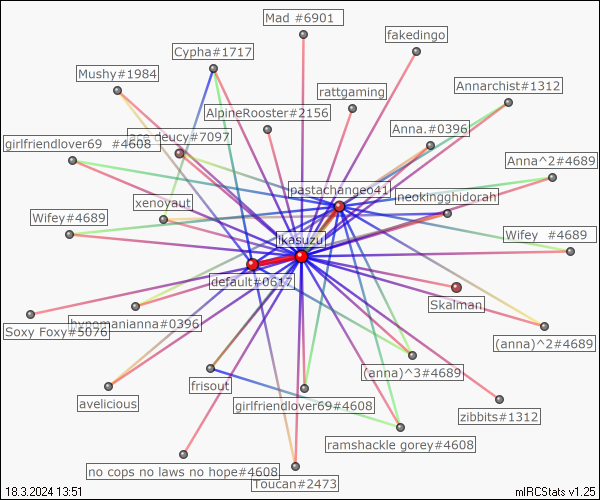 Mad #6901
fakedingo
Cypha#1717
Mushy#1984
rattgaming
Annarchist#1312
AlpineRooster#2156
Anna.#0396
ace deucy#7097
girlfriendlover69 #4608
Anna^2#4689
pastachangeo41
neokingghidorah
xenoyaut
Wifey#4689
Wifey #4689
ikasuzu
default#0617
Skalman
hypomanianna#0396
Soxy Foxy#5076
(anna)^2#4689
(anna)^3#4689
frisout
avelicious
girlfriendlover69#4608
zibbits#1312
ramshackle gorey#4608
no cops no laws no hope#4608
Toucan#2473
18.3.2024 13:51
mIRCStats v1.25